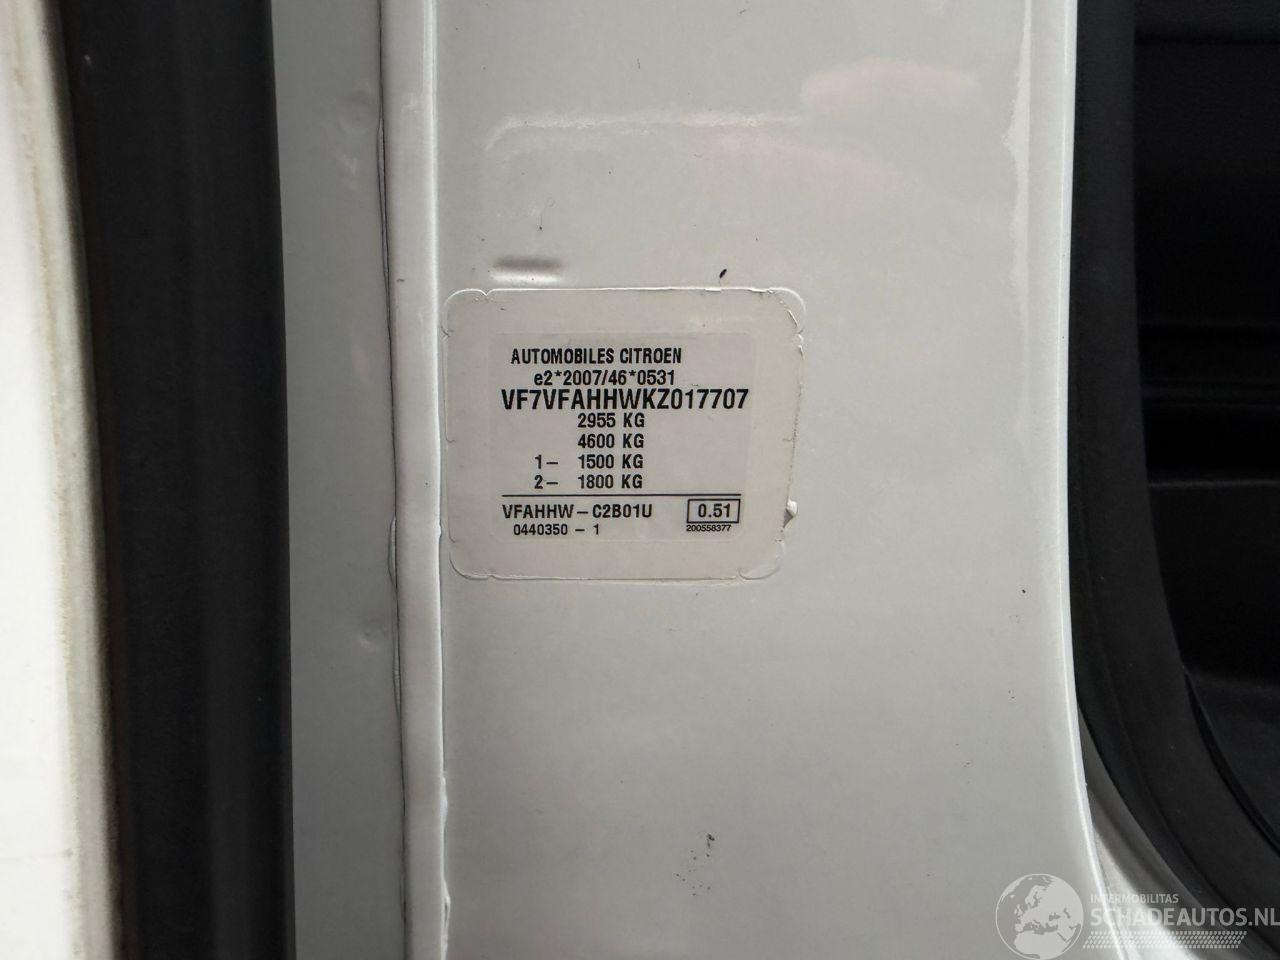 AUTOMOBILES CITROEN
e2*2007/46*0531
VF7VFAHHWKZ017707
2955 KG
4600 KG
1- 1500 KG
2- 1800 KG
VFAHHW-C2B01U 0.51
0440350 - 1 200558377
INTERMOBILITAS
SCHADEAUTOS.NL